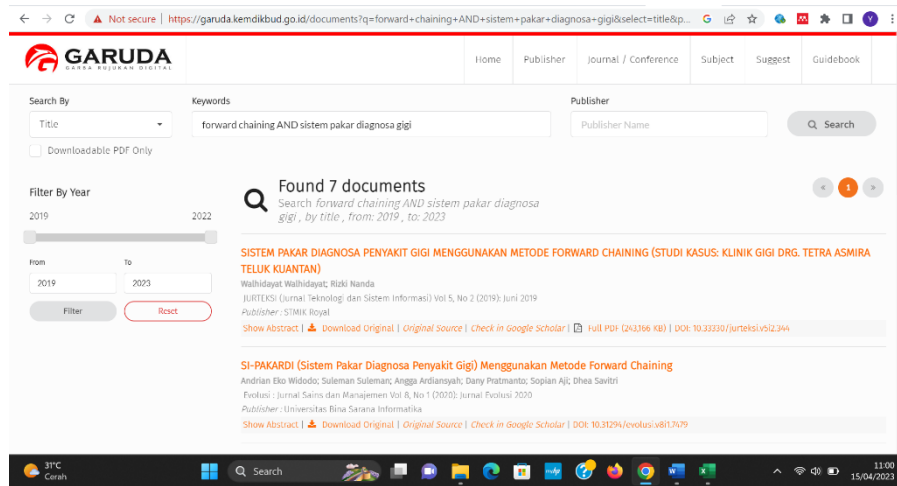 Not secure | https://garuda.kemdikbud.go.id/documents?q=forward+chaining+AND+sistem+pakar+diagnosa+gigi&select=title&p...
GARUDA
GARBA RUJUKAN DIGITAL
Home Publisher Journal / Conference Subject Suggest Guidebook
Search By Keywords Publisher
Title forward chaining AND sistem pakar diagnosa gigi Publisher Name Search
Downloadable PDF Only
Filter By Year
2019 2022
From To
2019 2023
Filter Reset
Found 7 documents
Search forward chaining AND sistem pakar diagnosa
gigi , by title , from: 2019 , to: 2023
« 1 »
SISTEM PAKAR DIAGNOSA PENYAKIT GIGI MENGGUNAKAN METODE FORWARD CHAINING (STUDI KASUS: KLINIK GIGI DRG. TETRA ASMIRA
TELUK KUANTAN)
Walhidayat Walhidayat; Rizki Nanda
JURTEKSI (Jurnal Teknologi dan Sistem Informasi) Vol 5, No 2 (2019): Juni 2019
Publisher : STMIK Royal
Show Abstract | Download Original | Original Source | Check in Google Scholar | Full PDF (243.166 KB) | DOI: 10.33330/jurteksi.v5i2.344
SI-PAKARDI (Sistem Pakar Diagnosa Penyakit Gigi) Menggunakan Metode Forward Chaining
Andrian Eko Widodo; Suleman Suleman; Angga Ardiansyah; Dany Pratmanto; Sopian Aji; Dhea Savitri
Evolusi : Jurnal Sains dan Manajemen Vol 8, No 1 (2020): Jurnal Evolusi 2020
Publisher : Universitas Bina Sarana Informatika
Show Abstract | Download Original | Original Source | Check in Google Scholar | DOI: 10.31294/evolusi.v8i1.7479
31°C
Cerah
Search
11:00
15/04/2023